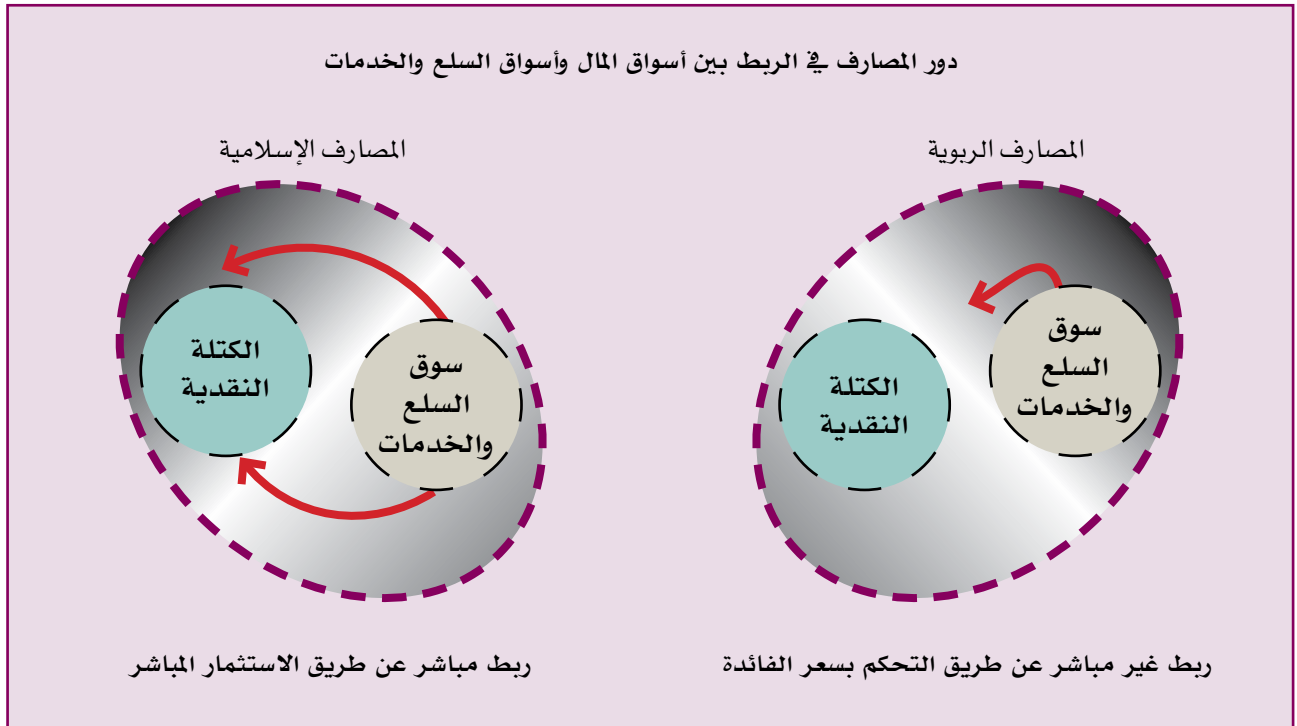 دور المصارف في الربط بين أسواق المال وأسواق السلع والخدمات
المصارف الربوية
سوق
السلع
والخدمات
الكتلة
النقدية
ربط غير مباشر عن طريق التحكم بسعر الفائدة
المصارف الإسلامية
سوق
السلع
والخدمات
الكتلة
النقدية
ربط مباشر عن طريق الاستثمار المباشر